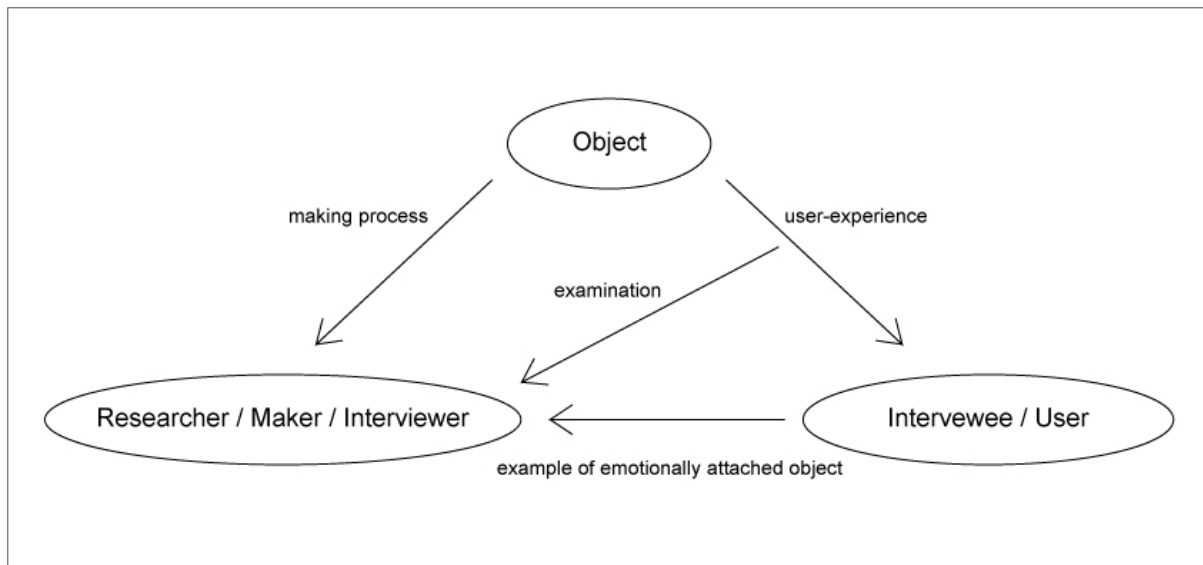 Object
making process
user-experience
examination
Researcher / Maker / Interviewer
Intervewee / User
example of emotionally attached object